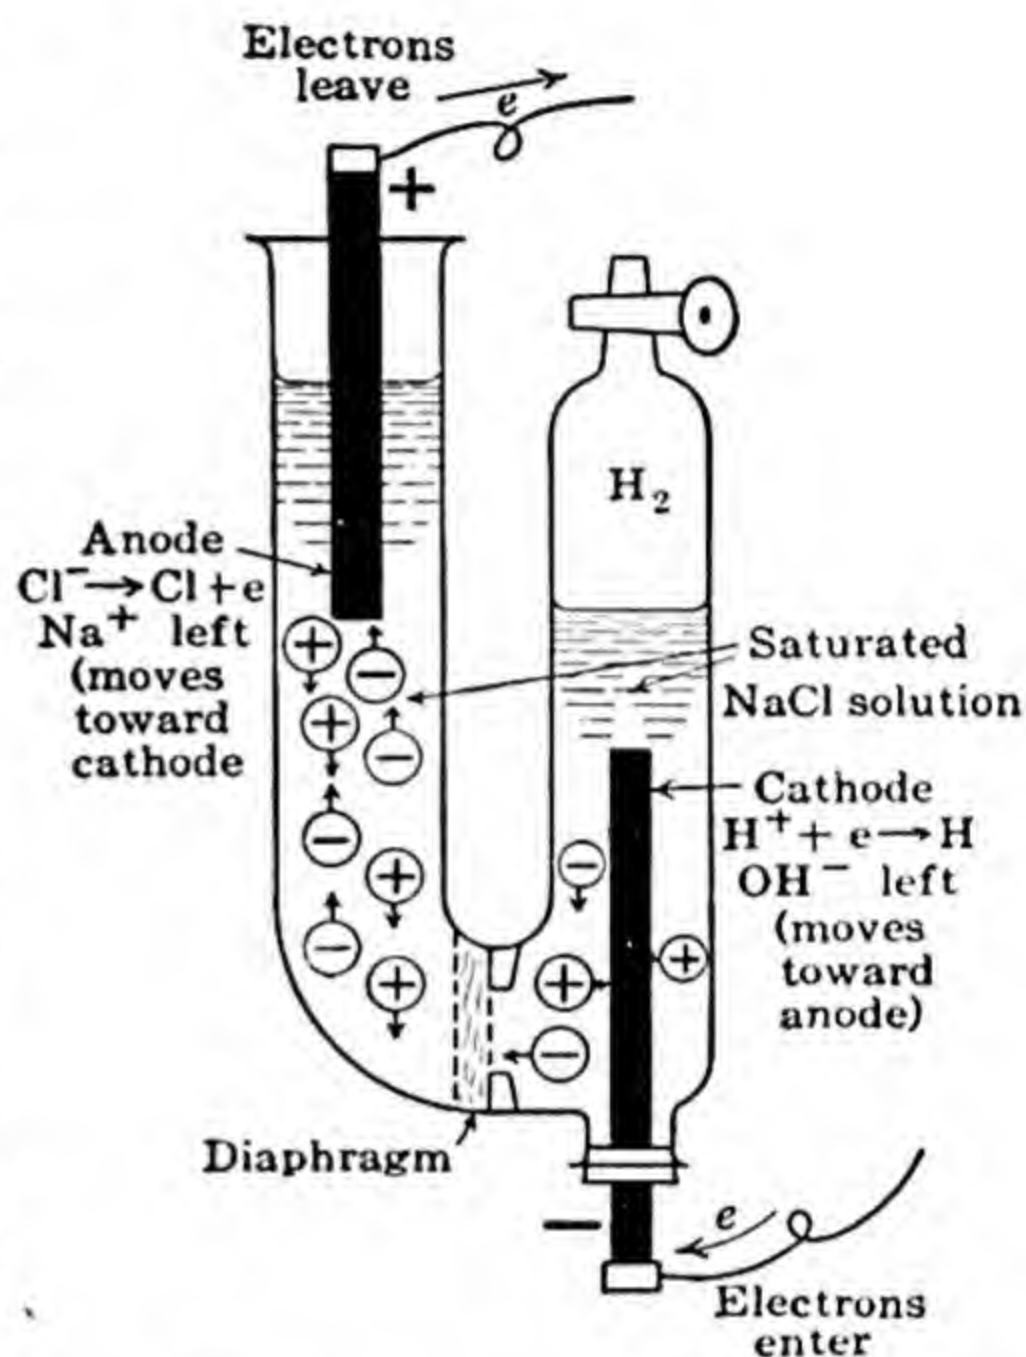 Electrons
leave
e
+
H₂
Anode
Cl⁻→Cl+e
Na⁺ left
(moves
toward
cathode
Saturated
NaCl solution
Cathode
H⁺+ e→H
OH⁻ left
(moves
toward
anode)
Diaphragm
−
e
Electrons
enter